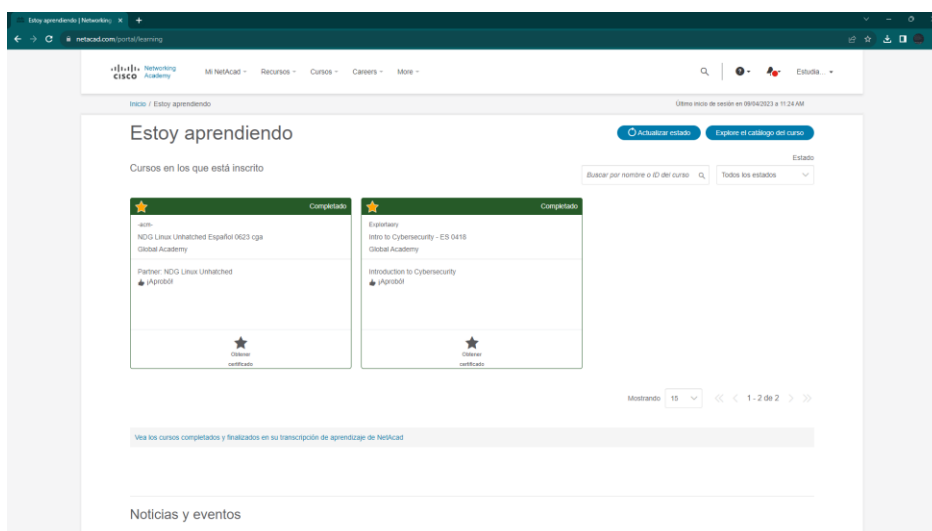 Estoy aprendiendo | Networking
netacad.com/portal/learning
CISCO Networking Academy
Mi NetAcad
Recursos
Cursos
Careers
More
Estudia...
Inicio / Estoy aprendiendo
Último inicio de sesión en 09/04/2023 a 11:24 AM
Estoy aprendiendo
Actualizar estado
Explore el catálogo del curso
Cursos en los que está inscrito
Estado
Buscar por nombre o ID del curso
Todos los estados
Completado
NDG Linux Unhatched Español 0623 cga
Global Academy
Partner: NDG Linux Unhatched
¡Aprobó!
Obtener
certificado
Completado
Intro to Cybersecurity - ES 0418
Global Academy
Introduction to Cybersecurity
¡Aprobó!
Obtener
certificado
Mostrando 15
1 - 2 de 2
Vea los cursos completados y finalizados en su transcripción de aprendizaje de NetAcad
Noticias y eventos